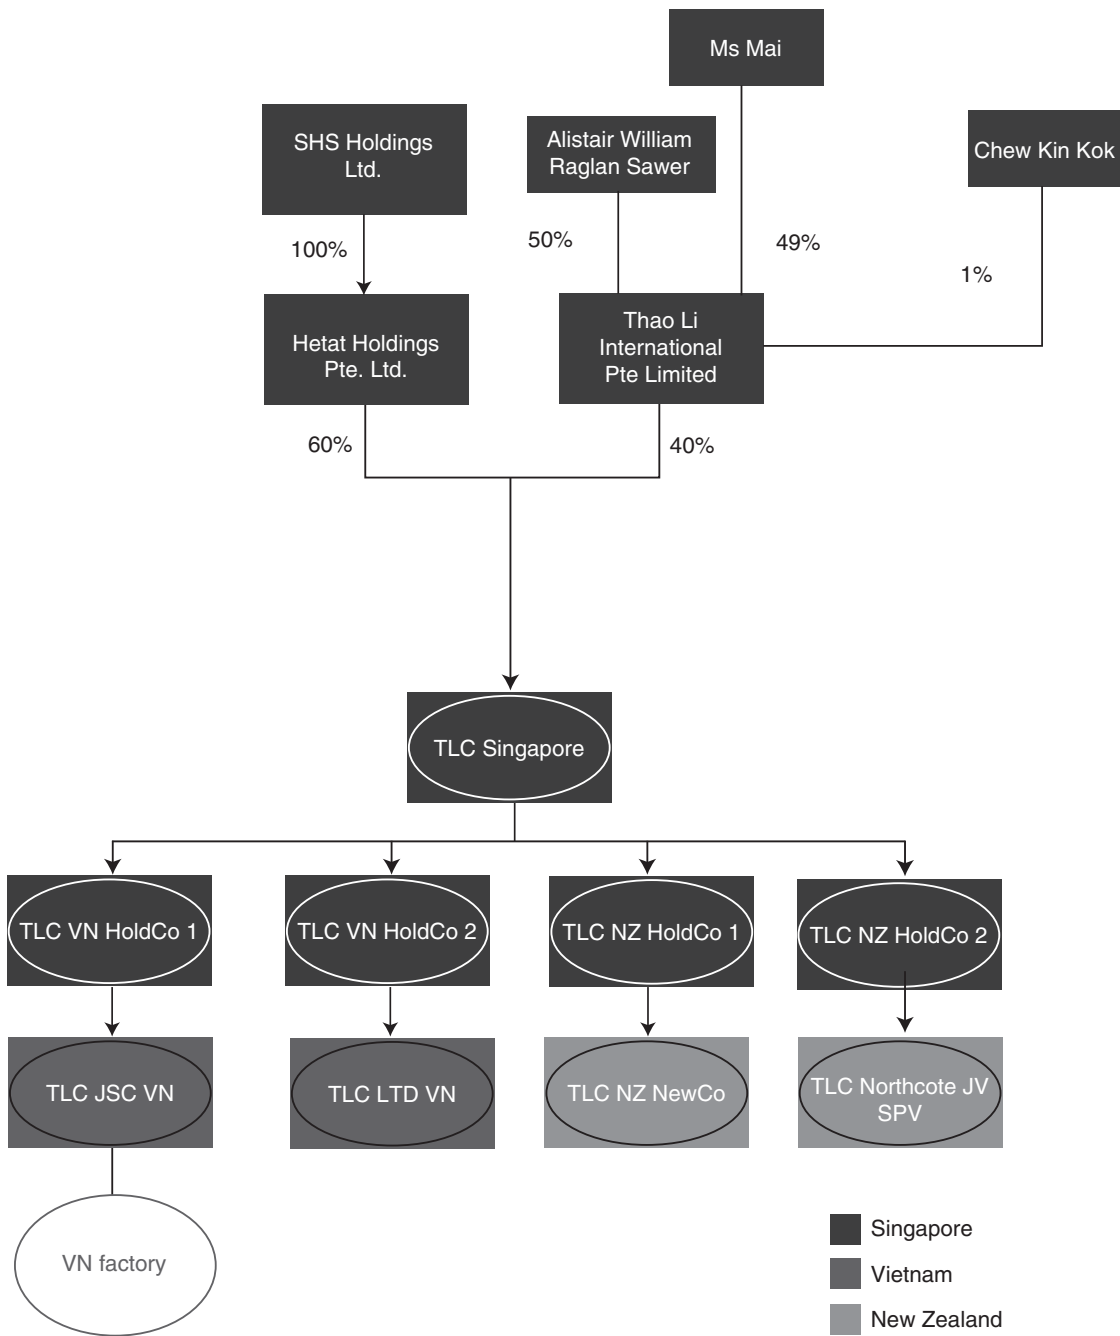 Ms Mai
SHS Holdings
Ltd.
Alistair William
Raglan Sawer
Chew Kin Kok
100%
50%
49%
1%
Hetat Holdings
Pte. Ltd.
Thao Li
International
Pte Limited
60%
40%
TLC Singapore
TLC VN HoldCo 1
TLC VN HoldCo 2
TLC NZ HoldCo 1
TLC NZ HoldCo 2
TLC JSC VN
TLC LTD VN
TLC NZ NewCo
TLC Northcote JV
SPV
VN factory
Singapore
Vietnam
New Zealand